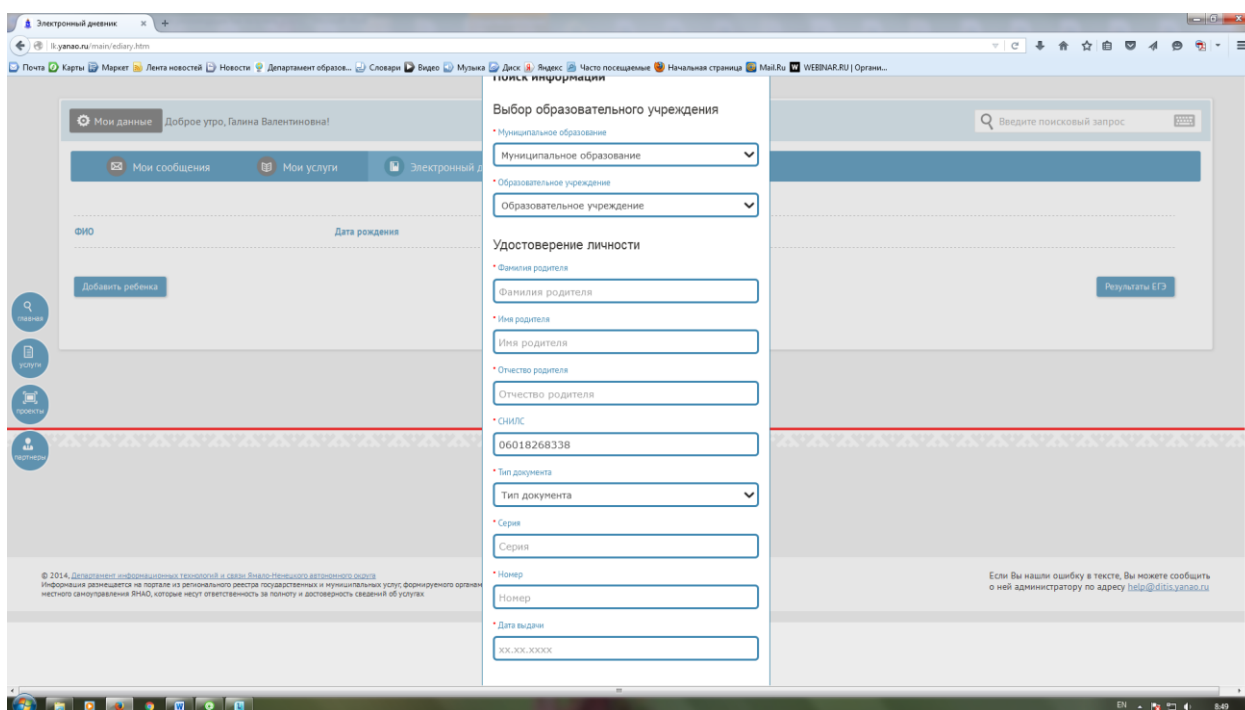 Электронный дневник × +
lk.yanao.ru/main/ediary.htm
Почта Карты Маркет Лента новостей Новости Департамент образов... Словари Видео Музыка Диск Яндекс Часто посещаемые Начальная страница Mail.Ru WEBINAR.RU | Органи...
Поиск информации
Мои данные Доброе утро, Галина Валентиновна!
Введите поисковый запрос
Мои сообщения Мои услуги Электронный д
ФИО Дата рождения
Добавить ребенка
Результаты ЕГЭ
главная
услуги
проекты
партнеры
Выбор образовательного учреждения
* Муниципальное образование
Муниципальное образование
* Образовательное учреждение
Образовательное учреждение
Удостоверение личности
* Фамилия родителя
Фамилия родителя
* Имя родителя
Имя родителя
* Отчество родителя
Отчество родителя
* СНИЛС
06018268338
* Тип документа
Тип документа
* Серия
Серия
* Номер
Номер
* Дата выдачи
xx.xx.xxxx
© 2014, Департамент информационных технологий и связи Ямало-Ненецкого автономного округа
Информация размещается на портале из регионального реестра государственных и муниципальных услуг, формируемого органам
местного самоуправления ЯНАО, которые несут ответственность за полноту и достоверность сведений об услугах
Если Вы нашли ошибку в тексте, Вы можете сообщить
о ней администратору по адресу help@ditis.yanao.ru
EN 8:49